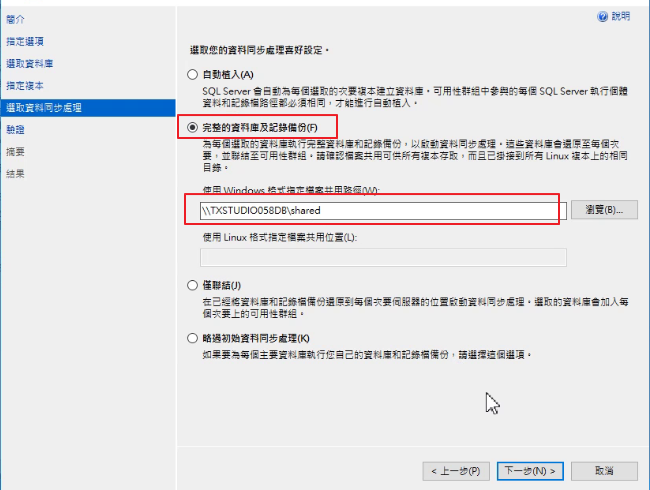 簡介
指定選項
選取資料庫
指定複本
選取資料同步處理
驗證
摘要
結果
說明
選取您的資料同步處理喜好設定。
自動植入(A)
SQL Server 會自動為每個選取的次要複本建立資料庫。可用性群組中參與的每個 SQL Server 執行個體
資料和記錄檔路徑都必須相同，才能進行自動植入。
完整的資料庫及記錄備份(F)
為每個選取的資料庫執行完整資料庫和記錄備份，以啟動資料同步處理。這些資料庫會還原至每個次
要，並聯結至可用性群組。請確認檔案共用可供所有複本存取，而且已掛接到所有 Linux 複本上的相同
目錄。
使用 Windows 格式指定檔案共用路徑(W):
\\TXSTUDIO058DB\shared
瀏覽(B)...
使用 Linux 格式指定檔案共用位置(L):
僅聯結(J)
在已經將資料庫和記錄檔備份還原到每個次要伺服器的位置啟動資料同步處理。選取的資料庫會加入每
個次要上的可用性群組。
略過初始資料同步處理(K)
如果要為每個主要資料庫執行您自己的資料庫和記錄檔備份，請選擇這個選項。
< 上一步(P)
下一步(N) >
取消